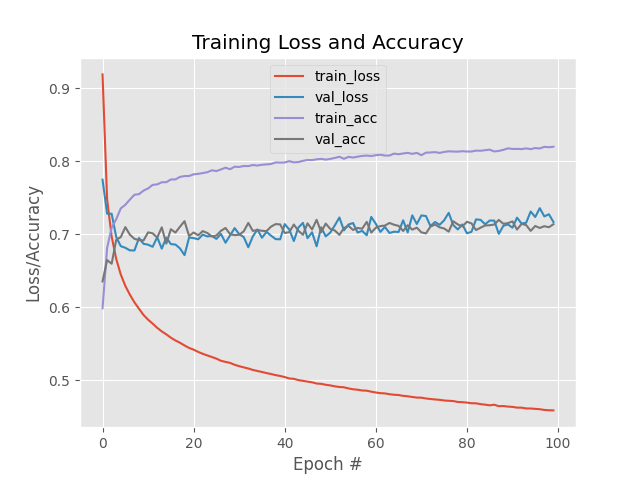 Training Loss and Accuracy
train_loss
val_loss
train_acc
val_acc
0.9
0.8
0.7
0.6
0.5
Loss/Accuracy
0 20 40 60 80 100
Epoch #